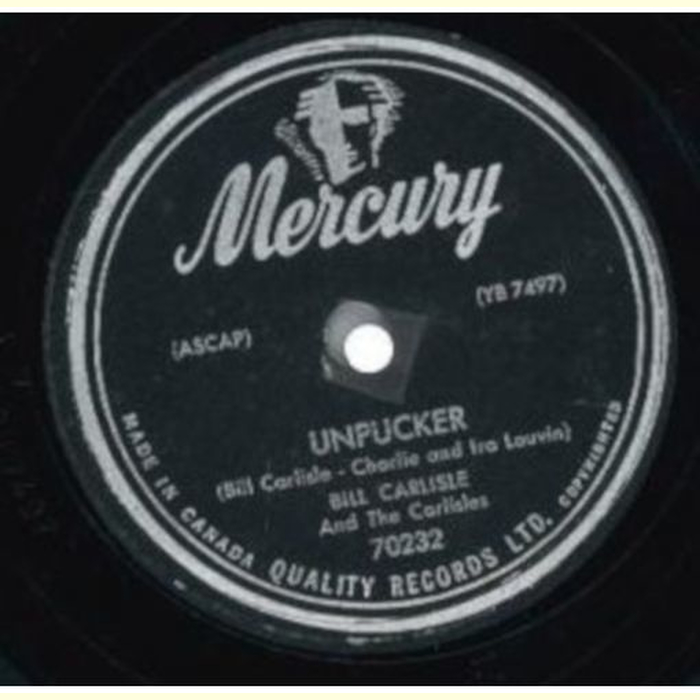 Mercury
(YB 7497)
(ASCAP)
UNPUCKER
(Bill Carlisle - Charlie and Ira Louvin)
BILL CARLISLE
And The Carlisles
70232
MADE IN CANADA QUALITY RECORDS LTD. COPYRIGHTED